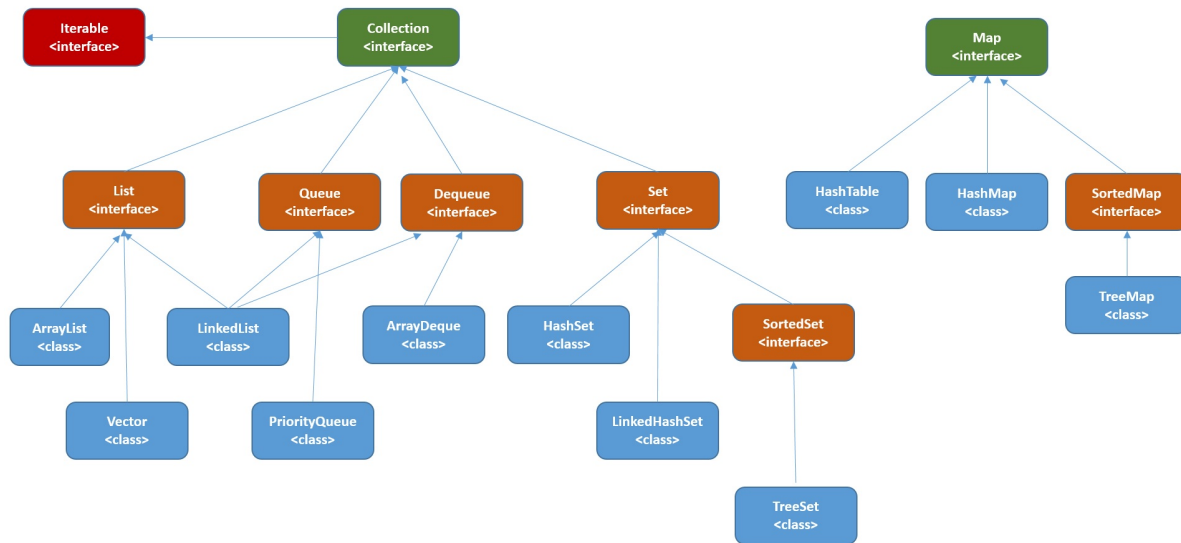 Iterable
<interface>
Collection
<interface>
Map
<interface>
List
<interface>
Queue
<interface>
Dequeue
<interface>
Set
<interface>
HashTable
<class>
HashMap
<class>
SortedMap
<interface>
ArrayList
<class>
LinkedList
<class>
ArrayDeque
<class>
HashSet
<class>
SortedSet
<interface>
TreeMap
<class>
Vector
<class>
PriorityQueue
<class>
LinkedHashSet
<class>
TreeSet
<class>